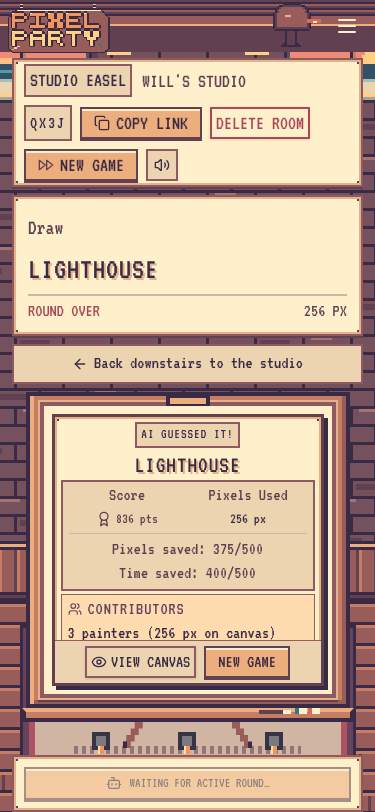 PIXEL
PARTY
STUDIO EASEL WILL'S STUDIO
QX3J COPY LINK DELETE ROOM
NEW GAME
Draw
LIGHTHOUSE
ROUND OVER 256 PX
← Back downstairs to the studio
AI GUESSED IT!
LIGHTHOUSE
Score Pixels Used
836 pts 256 px
Pixels saved: 375/500
Time saved: 400/500
CONTRIBUTORS
3 painters (256 px on canvas)
VIEW CANVAS NEW GAME
WAITING FOR ACTIVE ROUND…